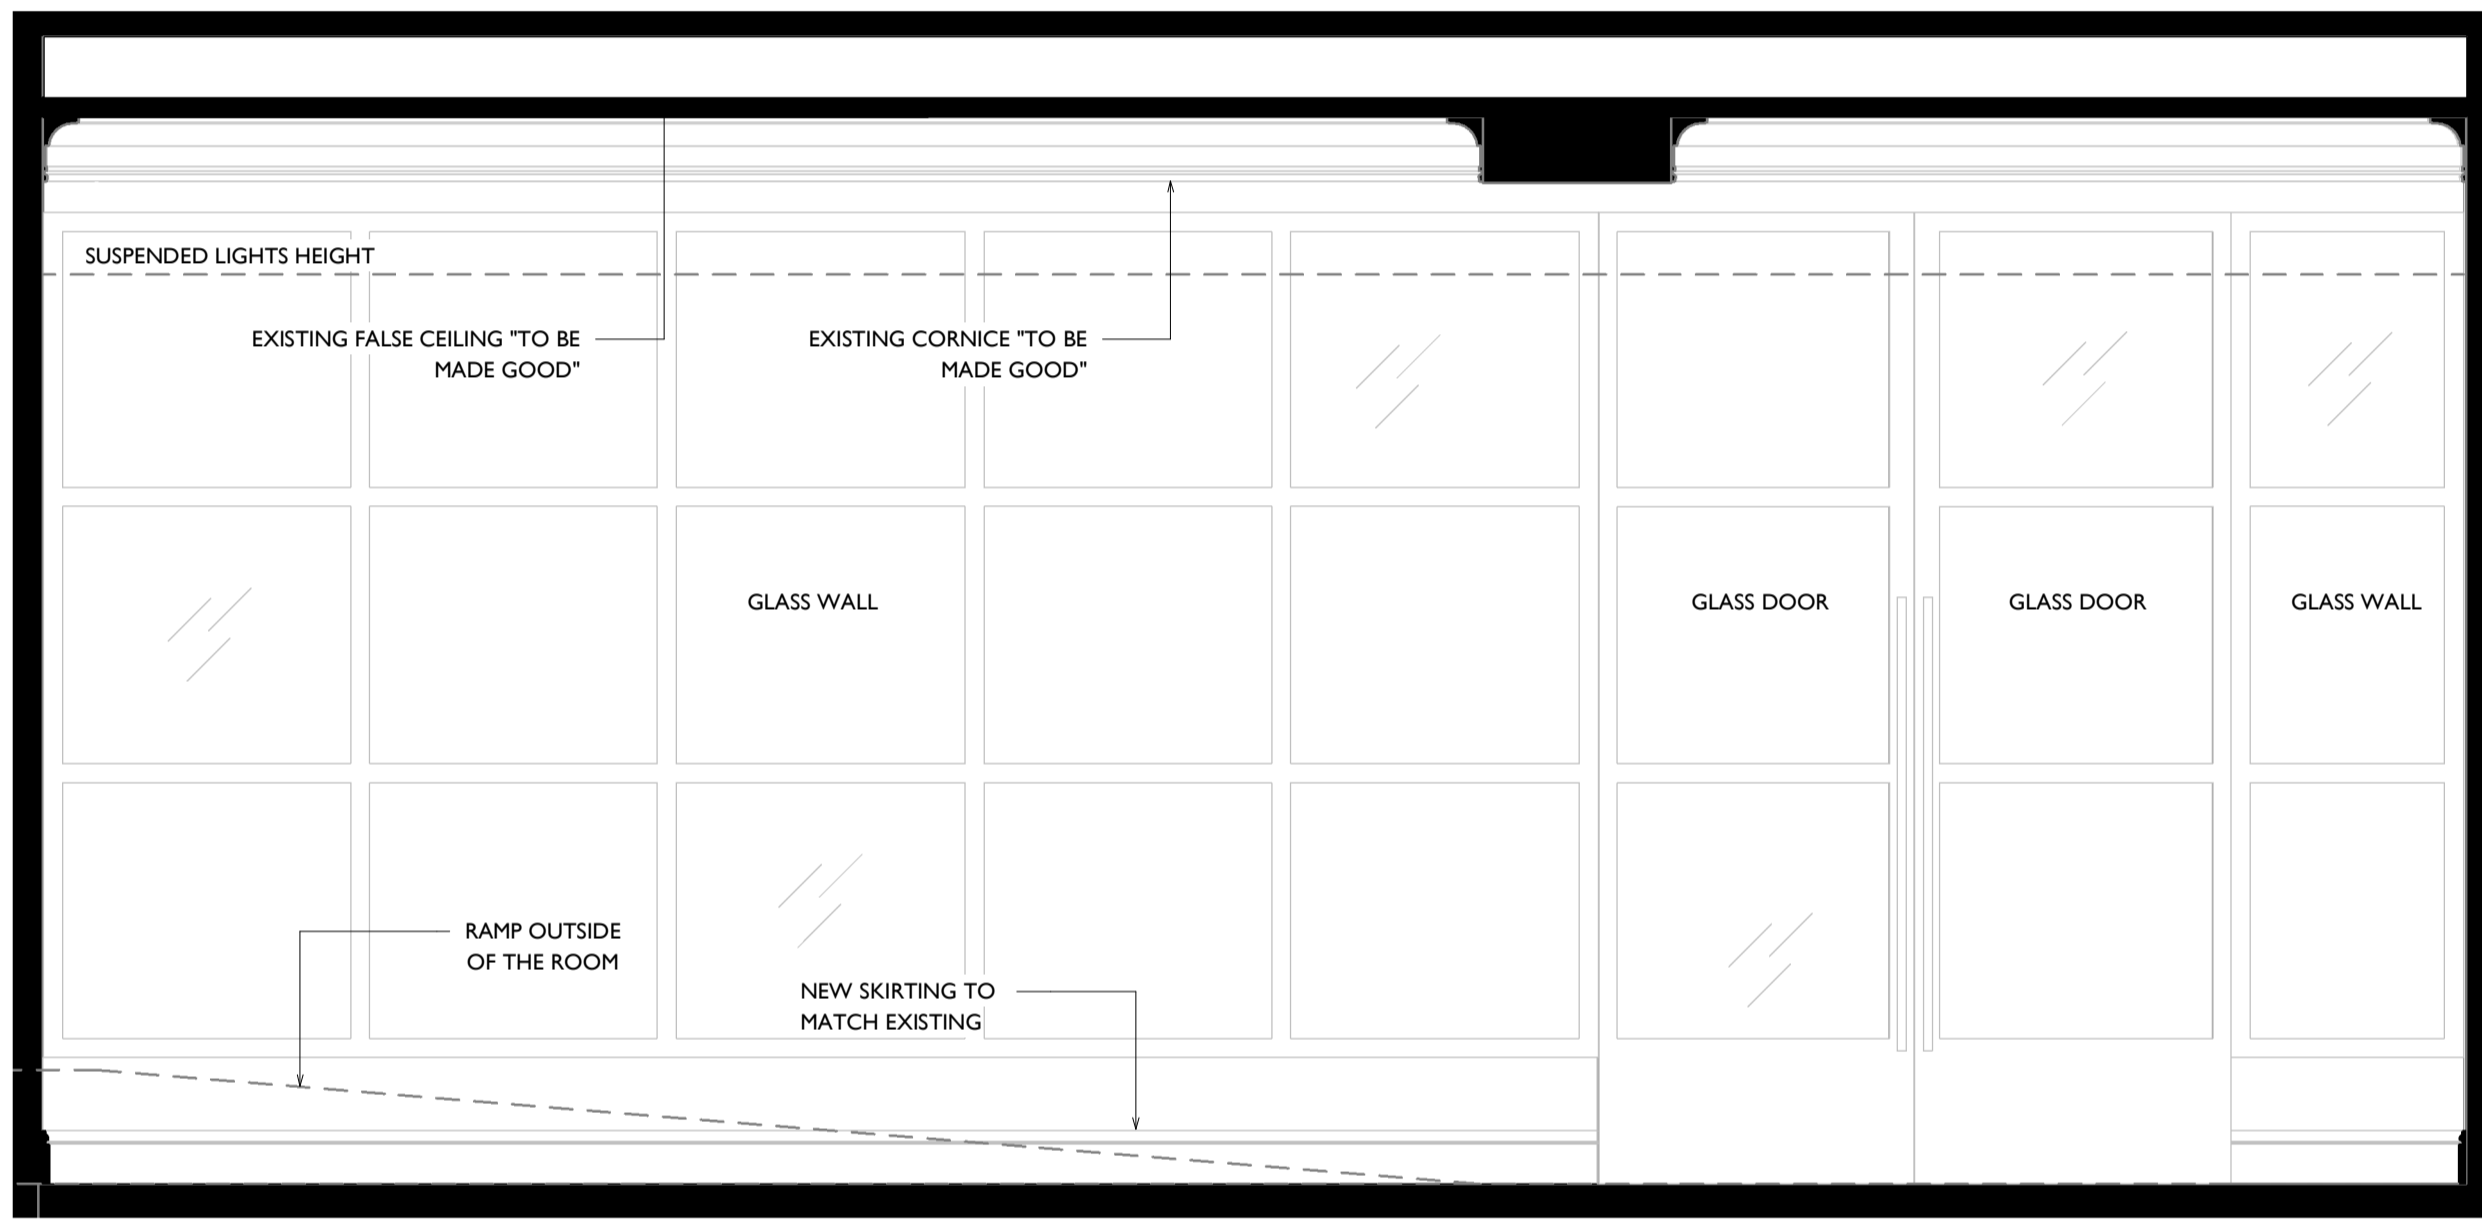 SUSPENDED LIGHTS HEIGHT
EXISTING FALSE CEILING "TO BE
MADE GOOD"
EXISTING CORNICE "TO BE
MADE GOOD"
GLASS WALL
GLASS DOOR
GLASS DOOR
GLASS WALL
RAMP OUTSIDE
OF THE ROOM
NEW SKIRTING TO
MATCH EXISTING